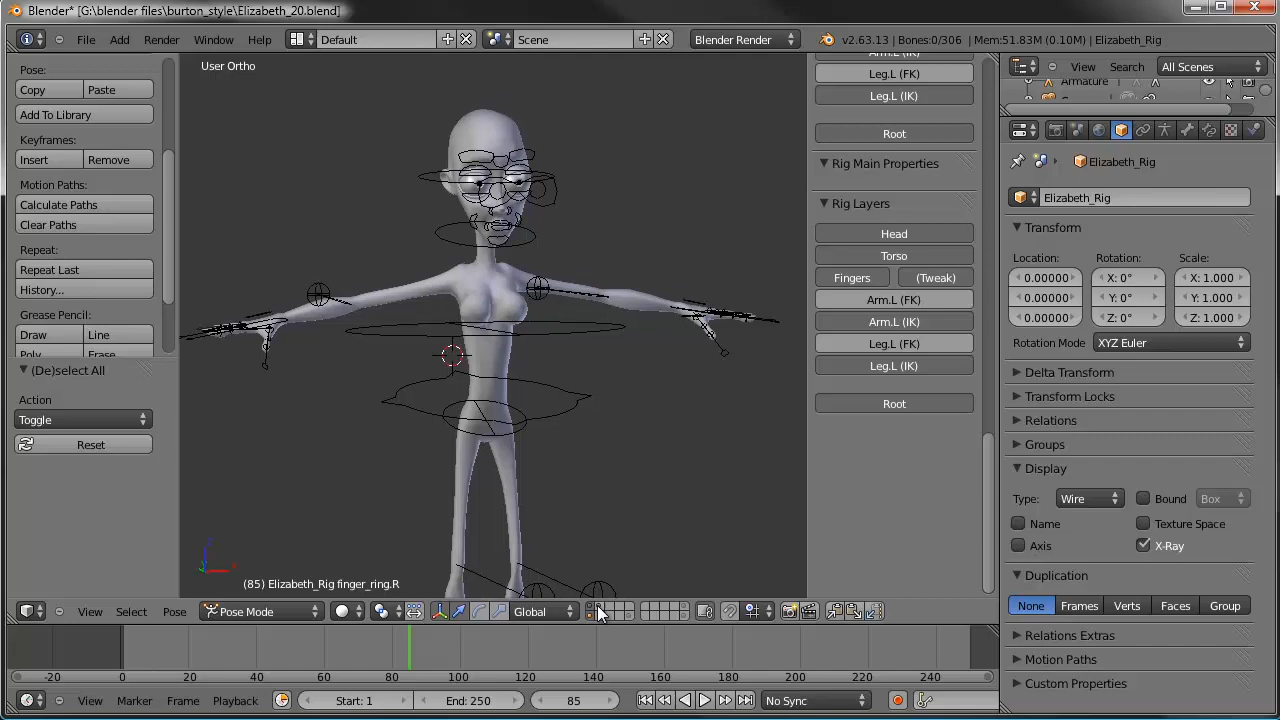 Blender* [G:\blender files\burton_style\Elizabeth_20.blend]
File Add Render Window Help Default Scene Blender Render v2.63.13 | Bones:0/306 | Mem:51.83M (0.10M) | Elizabeth_Rig
View Search All Scenes
Armature
Pose:
Copy Paste
Add To Library
Keyframes:
Insert Remove
Motion Paths:
Calculate Paths
Clear Paths
Repeat:
Repeat Last
History...
Grease Pencil:
Draw Line
Poly Erase
(De)select All
Action
Toggle
Reset
User Ortho
(85) Elizabeth_Rig finger_ring.R
Arm.L (IK)
Leg.L (FK)
Leg.L (IK)
Root
Rig Main Properties
Rig Layers
Head
Torso
Fingers (Tweak)
Arm.L (FK)
Arm.L (IK)
Leg.L (FK)
Leg.L (IK)
Root
Elizabeth_Rig
Elizabeth_Rig
Transform
Location: Rotation: Scale:
0.00000 X: 0° X: 1.000
0.00000 Y: 0° Y: 1.000
0.00000 Z: 0° Z: 1.000
Rotation Mode XYZ Euler
Delta Transform
Transform Locks
Relations
Groups
Display
Type: Wire Bound Box
Name Texture Space
Axis X-Ray
Duplication
None Frames Verts Faces Group
Relations Extras
Motion Paths
Custom Properties
View Select Pose Pose Mode Global
-20 0 20 40 60 80 100 120 140 160 180 200 220 240
View Marker Frame Playback Start: 1 End: 250 85 No Sync